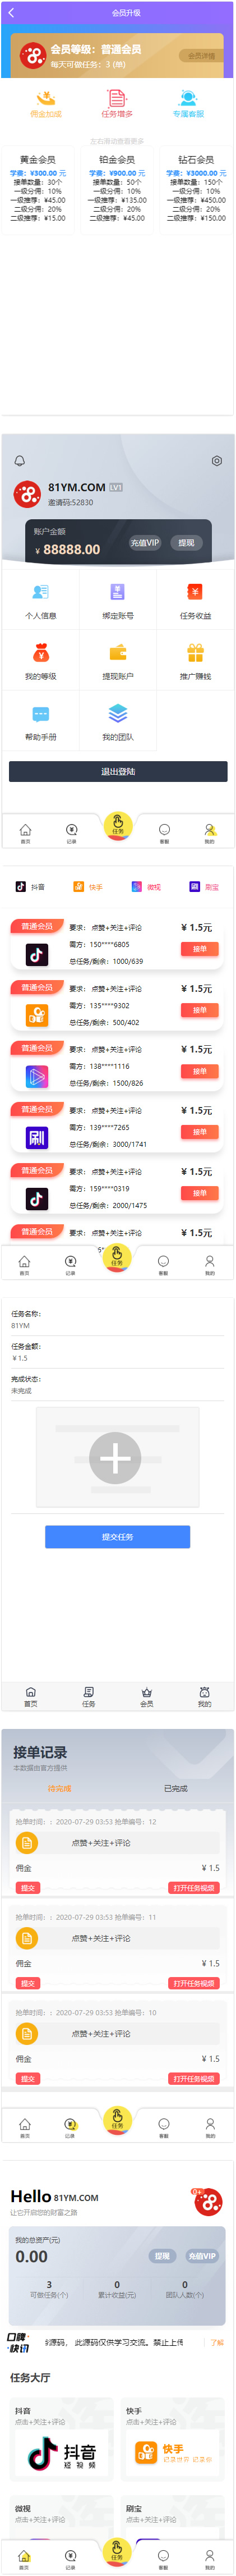 会员升级
会员等级：普通会员
每天可做任务：3 (单)
会员详情
佣金加成
任务增多
专属客服
左右滑动查看更多
黄金会员
学费：¥300.00 元
接单数量：30个
一级分佣：10%
一级推荐：¥45.00
二级分佣：20%
二级推荐：¥15.00
铂金会员
学费：¥900.00 元
接单数量：50个
一级分佣：10%
一级推荐：¥135.00
二级分佣：20%
二级推荐：¥45.00
钻石会员
学费：¥3000.00 元
接单数量：150个
一级分佣：10%
一级推荐：¥450.00
二级分佣：20%
二级推荐：¥150.00
81YM.COM LV1
邀请码:52830
账户金额
¥ 88888.00
充值VIP
提现
个人信息
绑定账号
任务收益
我的等级
提现账户
推广赚钱
帮助手册
我的团队
退出登陆
首页
记录
任务
客服
我的
抖音
快手
微视
刷宝
普通会员
要求： 点赞+关注+评论
¥ 1.5元
需方：150****6805
接单
总任务/剩余：1000/639
普通会员
要求： 点赞+关注+评论
¥ 1.5元
需方：135****9302
接单
总任务/剩余：500/402
普通会员
要求： 点赞+关注+评论
¥ 1.5元
需方：138****1116
接单
总任务/剩余：1500/826
普通会员
要求： 点赞+关注+评论
¥ 1.5元
需方：139****7265
接单
总任务/剩余：3000/1741
普通会员
要求： 点赞+关注+评论
¥ 1.5元
需方：159****0319
接单
总任务/剩余：2000/1475
普通会员
要求： 点赞+关注+评论
¥ 1.5元
首页
记录
任务
客服
我的
任务名称：
81YM
任务金额：
¥ 1.5
完成状态：
未完成
提交任务
首页
任务
会员
我的
接单记录
本数据由官方提供
待完成
已完成
抢单时间：: 2020-07-29 03:53 抢单编号：12
点赞+关注+评论
佣金
¥ 1.5
提交
打开任务视频
抢单时间：: 2020-07-29 03:53 抢单编号：11
点赞+关注+评论
佣金
¥ 1.5
提交
打开任务视频
抢单时间：: 2020-07-29 03:53 抢单编号：10
点赞+关注+评论
佣金
¥ 1.5
提交
打开任务视频
首页
记录
任务
客服
我的
Hello 81YM.COM
让它开启您的财富之路
我的总资产(元)
0.00
提现
充值VIP
3
可做任务(个)
0
累计收益(元)
0
团队人数(个)
口啤
快讯
源码， 此源码仅供学习交流。禁止上传
了解
任务大厅
抖音
点击+关注+评论
抖音
短视频
快手
点击+关注+评论
快手
微视
点击+关注+评论
刷宝
点击+关注+评论
首页
记录
任务
客服
我的